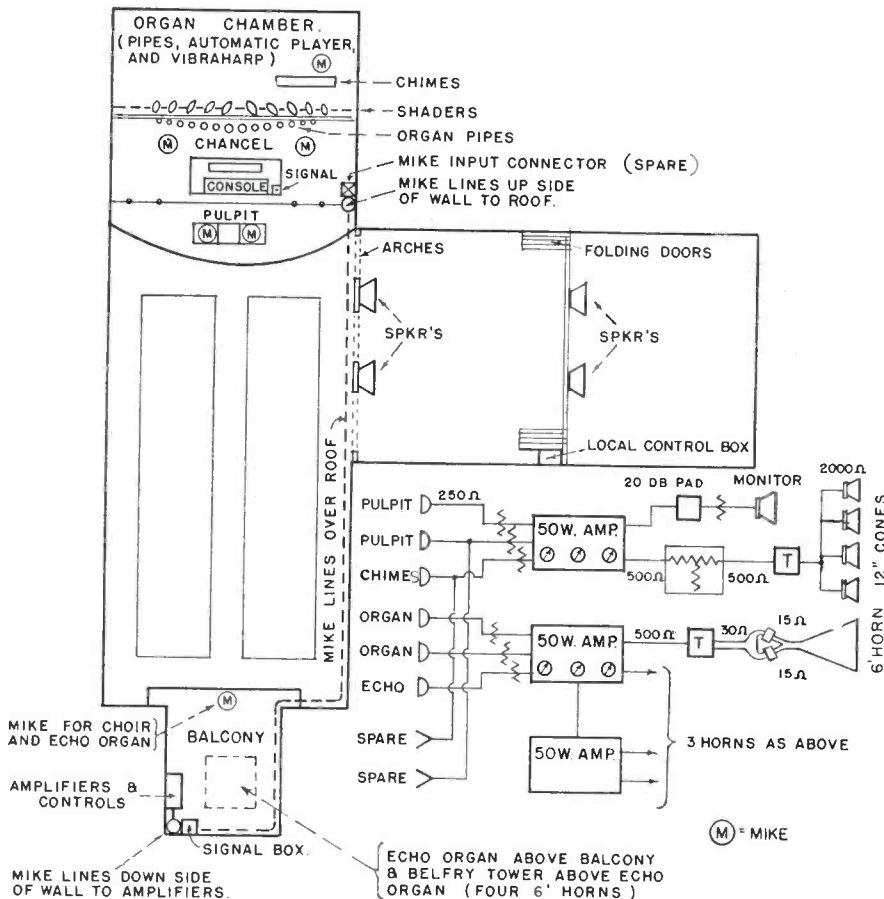 ORGAN CHAMBER.
(PIPES, AUTOMATIC PLAYER,
AND VIBRAHARP)
M
CHIMES
SHADERS
ORGAN PIPES
M
CHANCEL
M
MIKE INPUT CONNECTOR (SPARE)
SIGNAL
CONSOLE
MIKE LINES UP SIDE
OF WALL TO ROOF.
PULPIT
M
M
ARCHES
FOLDING DOORS
SPKR'S
SPKR'S
MIKE LINES OVER ROOF
LOCAL CONTROL BOX
PULPIT
250Ω
50W. AMP.
20 DB PAD
MONITOR
2000Ω
PULPIT
CHIMES
500Ω
500Ω
T
12" CONES
ORGAN
ORGAN
50W. AMP.
500Ω
T
30Ω
15Ω
15Ω
6' HORN
ECHO
SPARE
50W. AMP.
3 HORNS AS ABOVE
SPARE
M
MIKE FOR CHOIR
AND ECHO ORGAN
BALCONY
AMPLIFIERS &
CONTROLS
SIGNAL BOX.
MIKE LINES DOWN SIDE
OF WALL TO AMPLIFIERS.
ECHO ORGAN ABOVE BALCONY
& BELFRY TOWER ABOVE ECHO
ORGAN (FOUR 6' HORNS)
M = MIKE